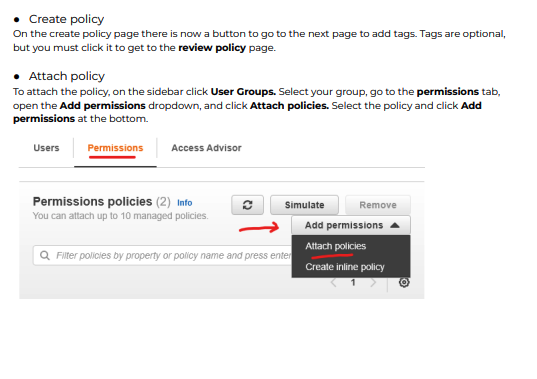 ● Create policy
On the create policy page there is now a button to go to the next page to add tags. Tags are optional,
but you must click it to get to the review policy page.
● Attach policy
To attach the policy, on the sidebar click User Groups. Select your group, go to the permissions tab,
open the Add permissions dropdown, and click Attach policies. Select the policy and click Add
permissions at the bottom.
Users Permissions Access Advisor
Permissions policies (2) Info
You can attach up to 10 managed policies.
Simulate Remove
Add permissions
Filter policies by property or policy name and press enter
Attach policies
Create inline policy
< 1 >